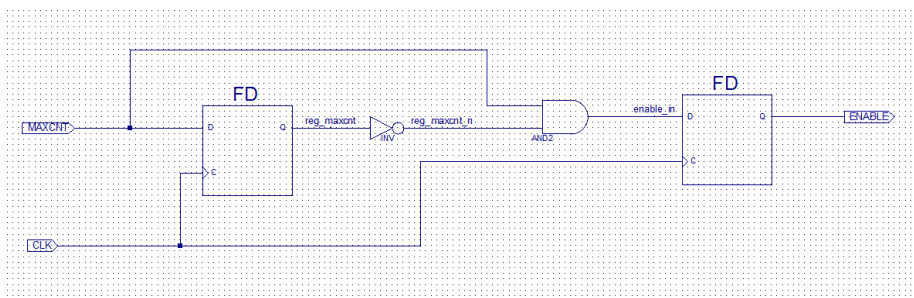 FD
FD
MAXCNT
D
Q
reg_maxcnt
INV
reg_maxcnt_n
AND2
enable_in
D
Q
ENABLE
C
C
CLK